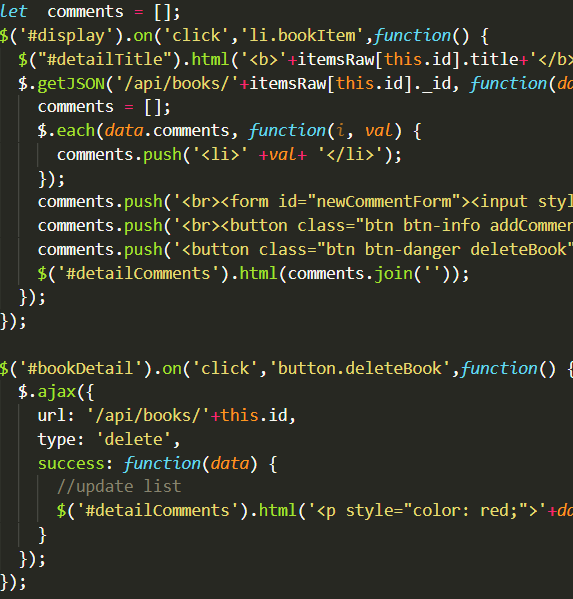 let  comments = [];
$('#display').on('click','li.bookItem',function() {
$("#detailTitle").html('<b>'+itemsRaw[this.id].title+'</b>
$.getJSON('/api/books/'+itemsRaw[this.id]._id, function(da
comments = [];
$.each(data.comments, function(i, val) {
comments.push('<li>' +val+ '</li>');
});
comments.push('<br><form id="newCommentForm"><input styl
comments.push('<br><button class="btn btn-info addCommen
comments.push('<button class="btn btn-danger deleteBook"
$('#detailComments').html(comments.join(''));
});
});
$('#bookDetail').on('click','button.deleteBook',function() {
$.ajax({
url: '/api/books/'+this.id,
type: 'delete',
success: function(data) {
//update list
$('#detailComments').html('<p style="color: red;">'+da
}
});
});